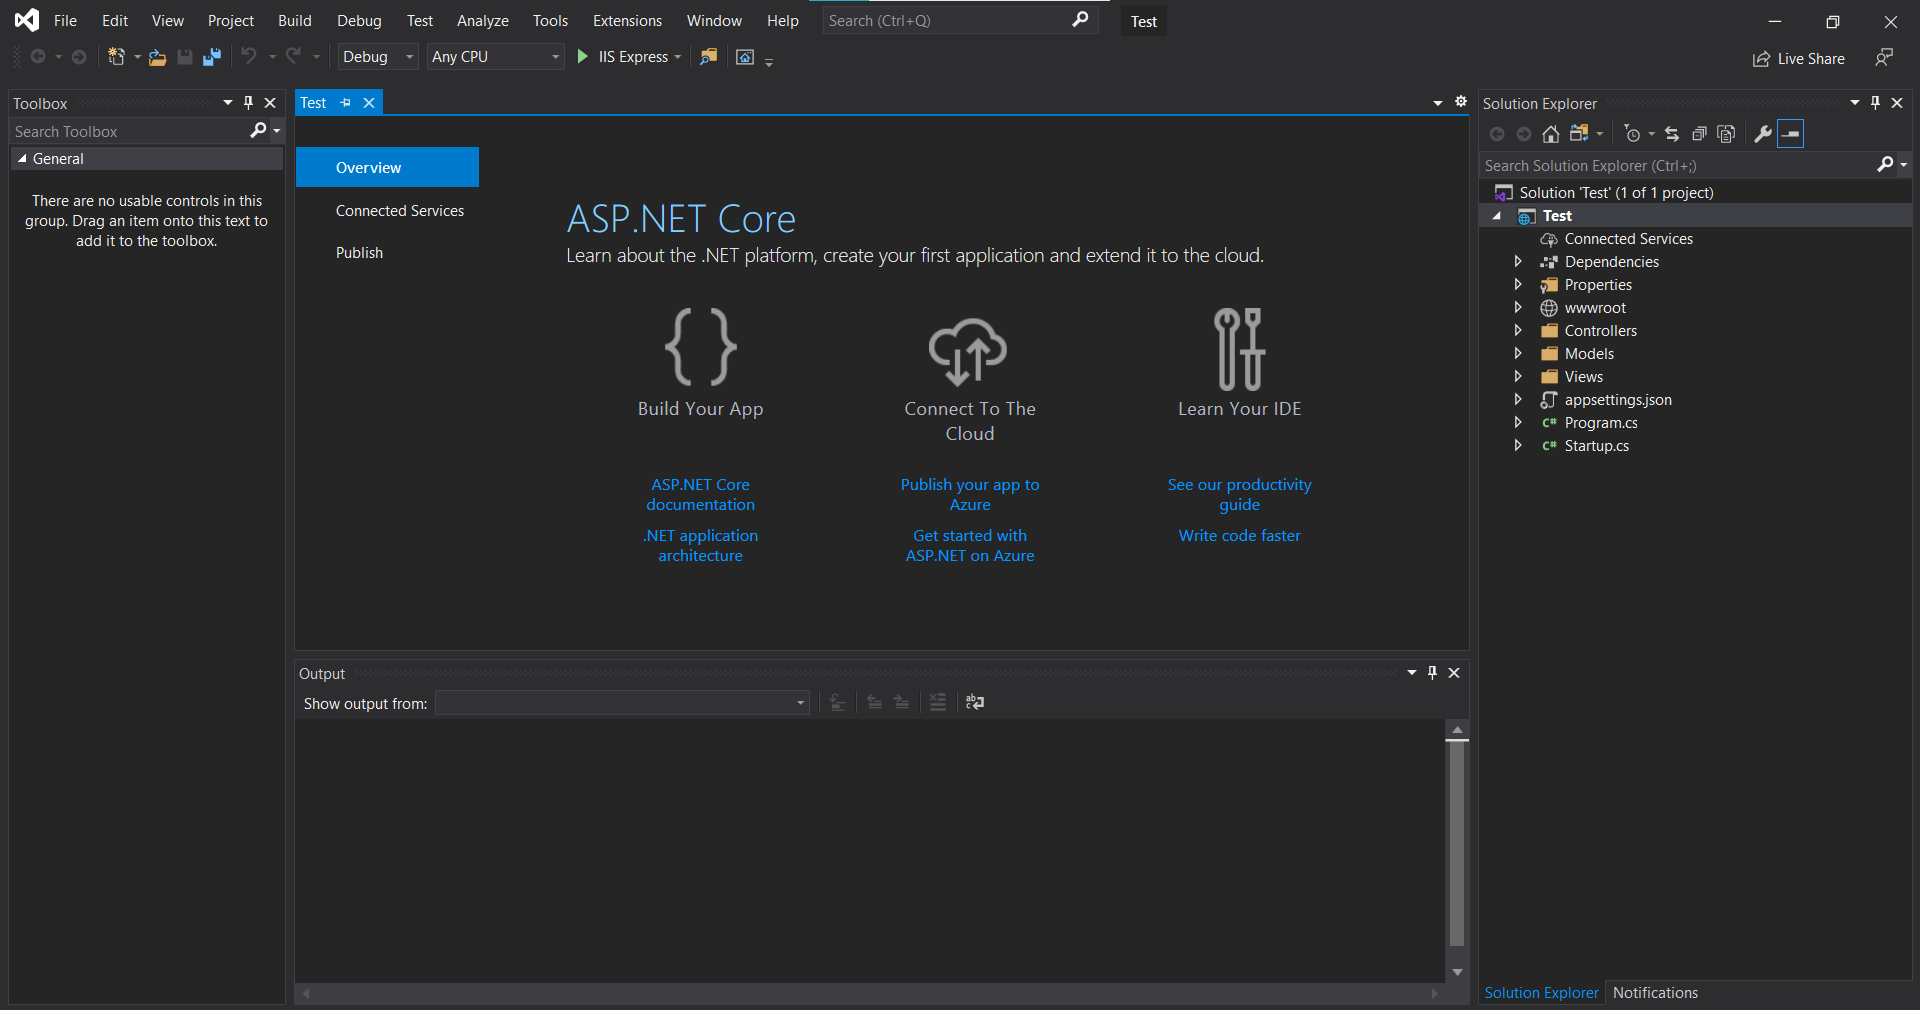 File Edit View Project Build Debug Test Analyze Tools Extensions Window Help Search (Ctrl+Q) Test
Debug Any CPU IIS Express Live Share
Toolbox
Search Toolbox
General
There are no usable controls in this
group. Drag an item onto this text to
add it to the toolbox.
Test
Overview
Connected Services
Publish
ASP.NET Core
Learn about the .NET platform, create your first application and extend it to the cloud.
Build Your App
ASP.NET Core
documentation
.NET application
architecture
Connect To The
Cloud
Publish your app to
Azure
Get started with
ASP.NET on Azure
Learn Your IDE
See our productivity
guide
Write code faster
Output
Show output from:
Solution Explorer
Search Solution Explorer (Ctrl+;)
Solution 'Test' (1 of 1 project)
Test
Connected Services
Dependencies
Properties
wwwroot
Controllers
Models
Views
appsettings.json
C# Program.cs
C# Startup.cs
Solution Explorer Notifications